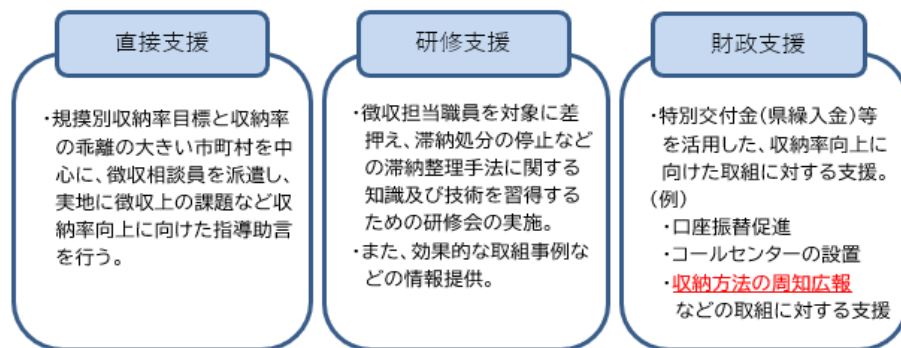 直接支援
・規模別収納率目標と収納率
の乖離の大きい市町村を中
心に、徴収相談員を派遣し、
実地に徴収上の課題など収
納率向上に向けた指導助言
を行う。
研修支援
・徴収担当職員を対象に差
押え、滞納処分の停止など
の滞納整理手法に関する
知識及び技術を習得する
ための研修会の実施。
・また、効果的な取組事例な
どの情報提供。
財政支援
・特別交付金(県繰入金)等
を活用した、収納率向上に
向けた取組に対する支援。
(例)
・口座振替促進
・コールセンターの設置
・収納方法の周知広報
などの取組に対する支援